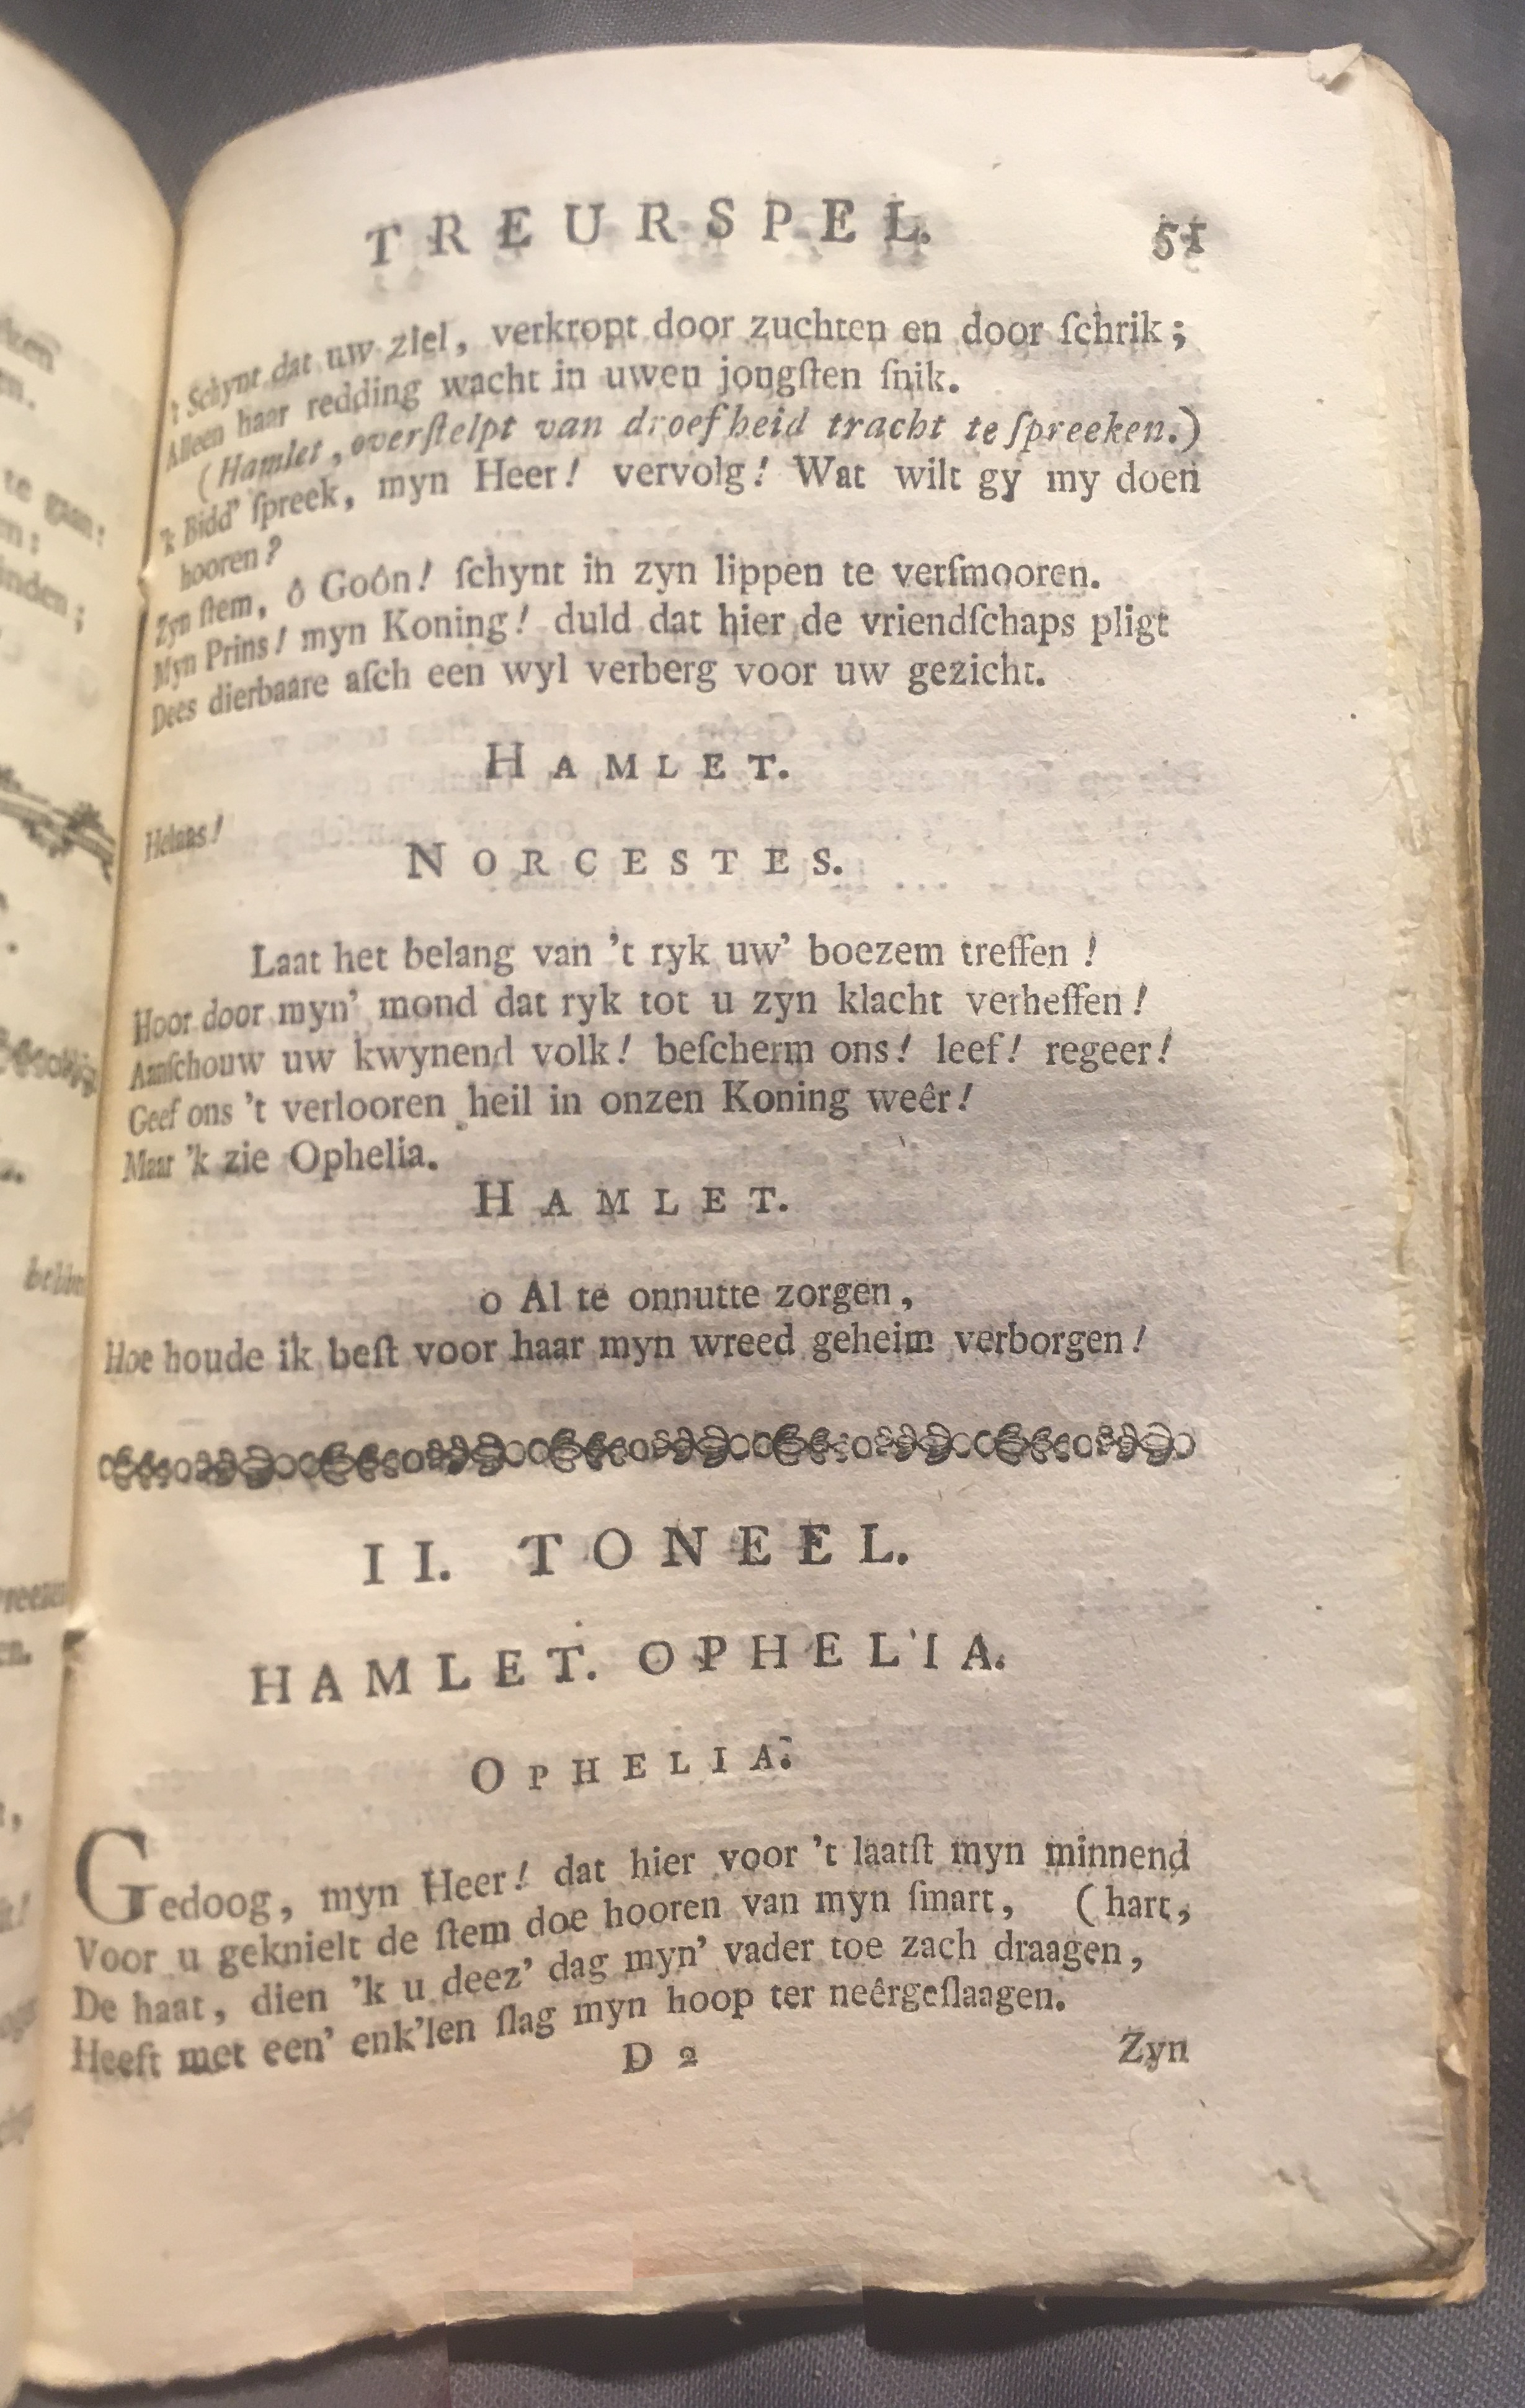 TREURSPEL. 51
't Schynt dat uw ziel, verkropt door zuchten en door ſchrik;
Alleen haar redding wacht in uwen jongſten ſnik.
(Hamlet, overſtelpt van droefheid tracht te ſpreeken.)
'k Bidd' ſpreek, myn Heer! vervolg! Wat wilt gy my doen
hooren?
Zyn ſtem, ô Goôn! ſchynt in zyn lippen te verſmooren.
Myn Prins! myn Koning! duld dat hier de vriendſchaps pligt
Dees dierbaare aſch een wyl verberg voor uw gezicht.
HAMLET.
Helaas!
NORCESTES.
Laat het belang van 't ryk uw' boezem treffen!
Hoor door myn' mond dat ryk tot u zyn klacht verheffen!
Aanſchouw uw kwynend volk! beſcherm ons! leef! regeer!
Geef ons 't verlooren heil in onzen Koning weêr!
Maar 'k zie Ophelia.
HAMLET.
o Al te onnutte zorgen,
Hoe houde ik beſt voor haar myn wreed geheim verborgen!
II. TONEEL.
HAMLET. OPHELIA.
OPHELIA.
Gedoog, myn Heer! dat hier voor 't laatſt myn minnend
(hart,
Voor u geknielt de ſtem doe hooren van myn ſmart,
De haat, dien 'k u deez' dag myn' vader toe zach draagen,
Heeft met een' enk'len ſlag myn hoop ter neêrgeſlaagen.
D 2 Zyn